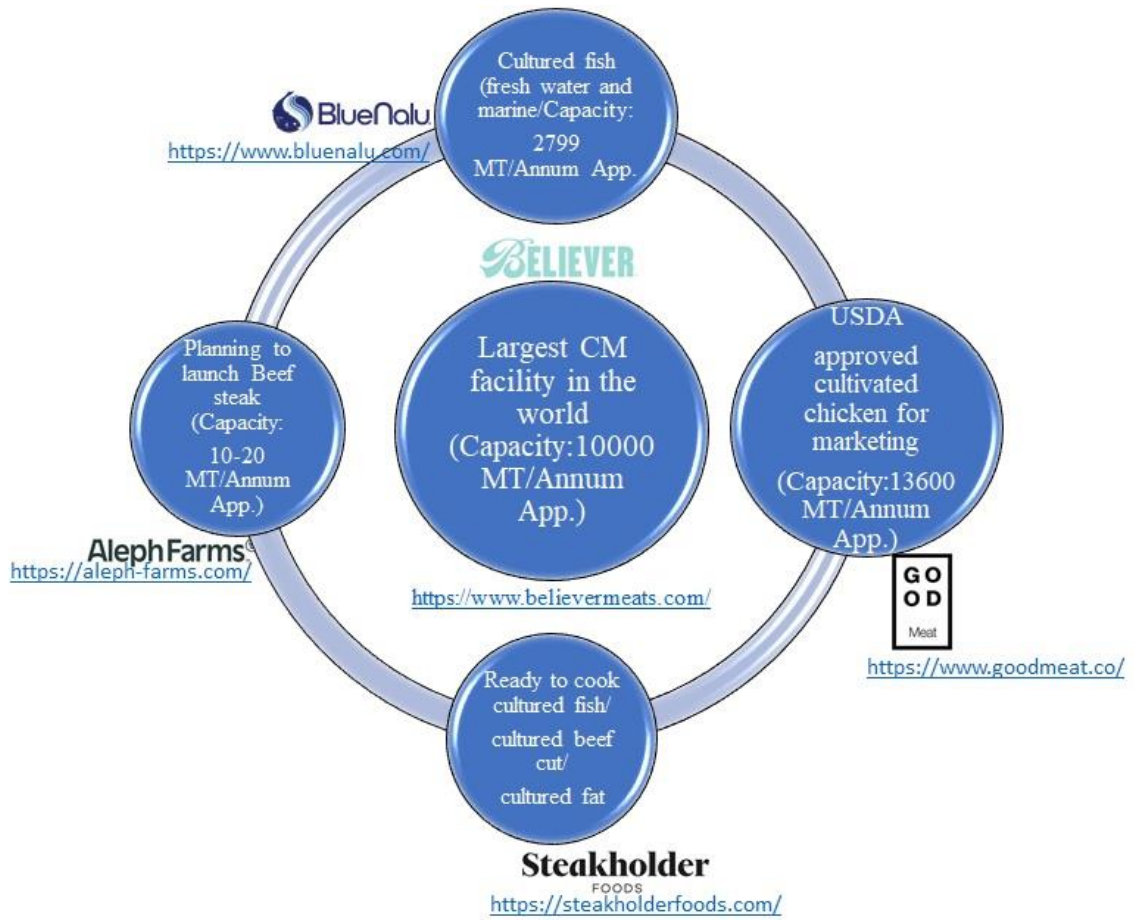 Cultured fish
(fresh water and
marine/Capacity:
2799
MT/Annum App.
BlueNalu
https://www.bluenalu.com/
BELIEVER
Largest CM
facility in the
world
(Capacity:10000
MT/Annum
App.)
https://www.believermeats.com/
USDA
approved
cultivated
chicken for
marketing
(Capacity:13600
MT/Annum
App.)
GO
OD
Meat
https://www.goodmeat.co/
Planning to
launch Beef
steak
(Capacity:
10-20
MT/Annum
App.)
Aleph Farms®
https://aleph-farms.com/
Ready to cook
cultured fish/
cultured beef
cut/
cultured fat
Steakholder
FOODS
https://steakholderfoods.com/